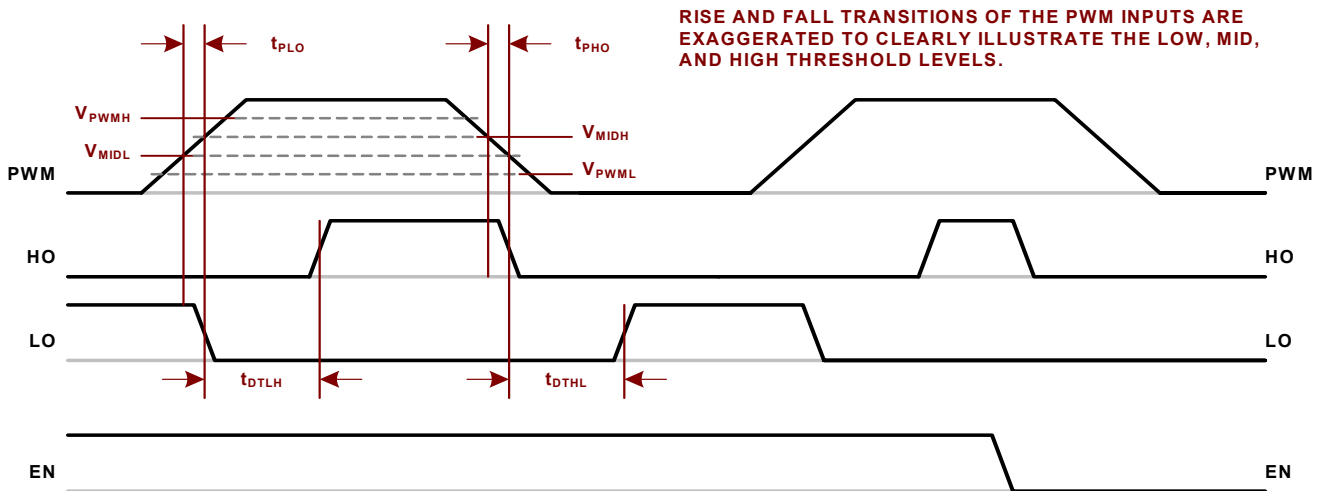 RISE AND FALL TRANSITIONS OF THE PWM INPUTS ARE
EXAGGERATED TO CLEARLY ILLUSTRATE THE LOW, MID,
AND HIGH THRESHOLD LEVELS.
tPLO
tPHO
VPWMH
VMIDH
VMIDL
VPWML
PWM
PWM
HO
HO
LO
LO
tDTLH
tDTHL
EN
EN